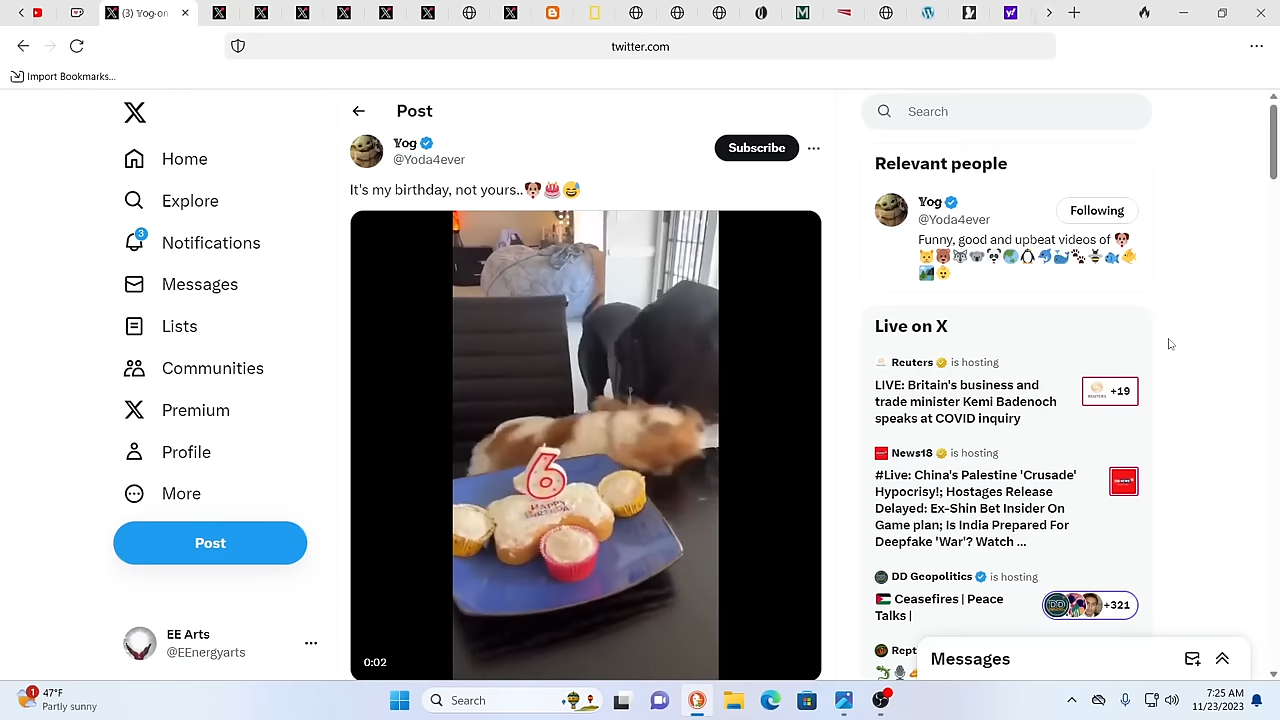 (3) Yog on
twitter.com
Import Bookmarks...
Post
Search
Yog
@Yoda4ever
Subscribe
It's my birthday, not yours..🐶🎂😅
6
HAPPY
BIRTHDAY
0:02
Home
Explore
3
Notifications
Messages
Lists
Communities
Premium
Profile
More
Post
EE Arts
@EEnergyarts
Relevant people
Yog
@Yoda4ever
Following
Funny, good and upbeat videos of
Live on X
Reuters is hosting
LIVE: Britain's business and
trade minister Kemi Badenoch
speaks at COVID inquiry
REUTERS
+19
News18 is hosting
#Live: China's Palestine 'Crusade'
Hypocrisy!; Hostages Release
Delayed: Ex-Shin Bet Insider On
Game plan; Is India Prepared For
Deepfake 'War'? Watch ...
DD Geopolitics is hosting
🇵🇸 Ceasefires | Peace
Talks |
+321
Rept
Messages
1
47°F
Partly sunny
Search
7:25 AM
11/23/2023